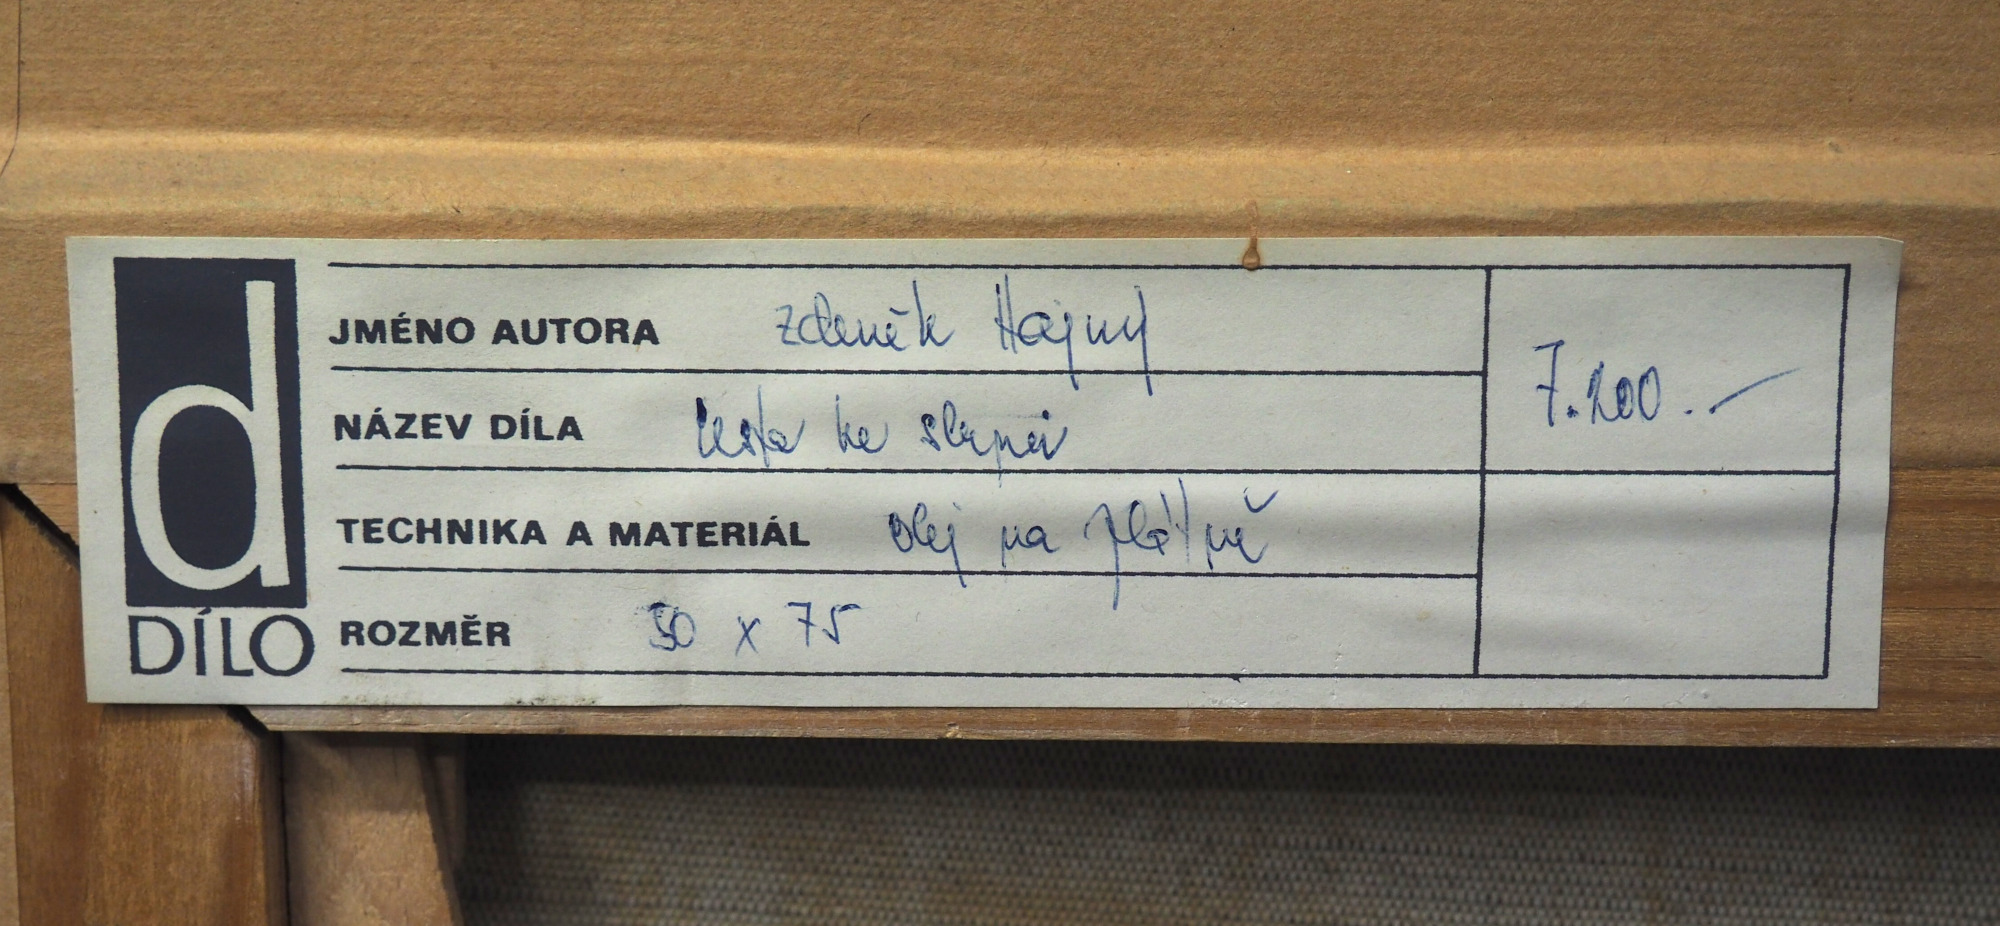 d
DÍLO
JMÉNO AUTORA Zdeněk Hajný
NÁZEV DÍLA Cesta ke
TECHNIKA A MATERIÁL olej na plátně
ROZMĚR 50 x 75
7.200.-